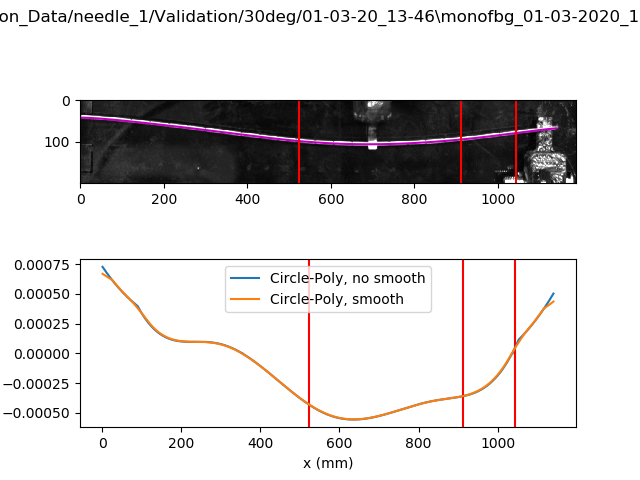 on_Data/needle_1/Validation/30deg/01-03-20_13-46\monofbg_01-03-2020_1
0
100
0 200 400 600 800 1000
0.00075
0.00050
0.00025
0.00000
−0.00025
−0.00050
Circle-Poly, no smooth
Circle-Poly, smooth
0 200 400 600 800 1000
x (mm)